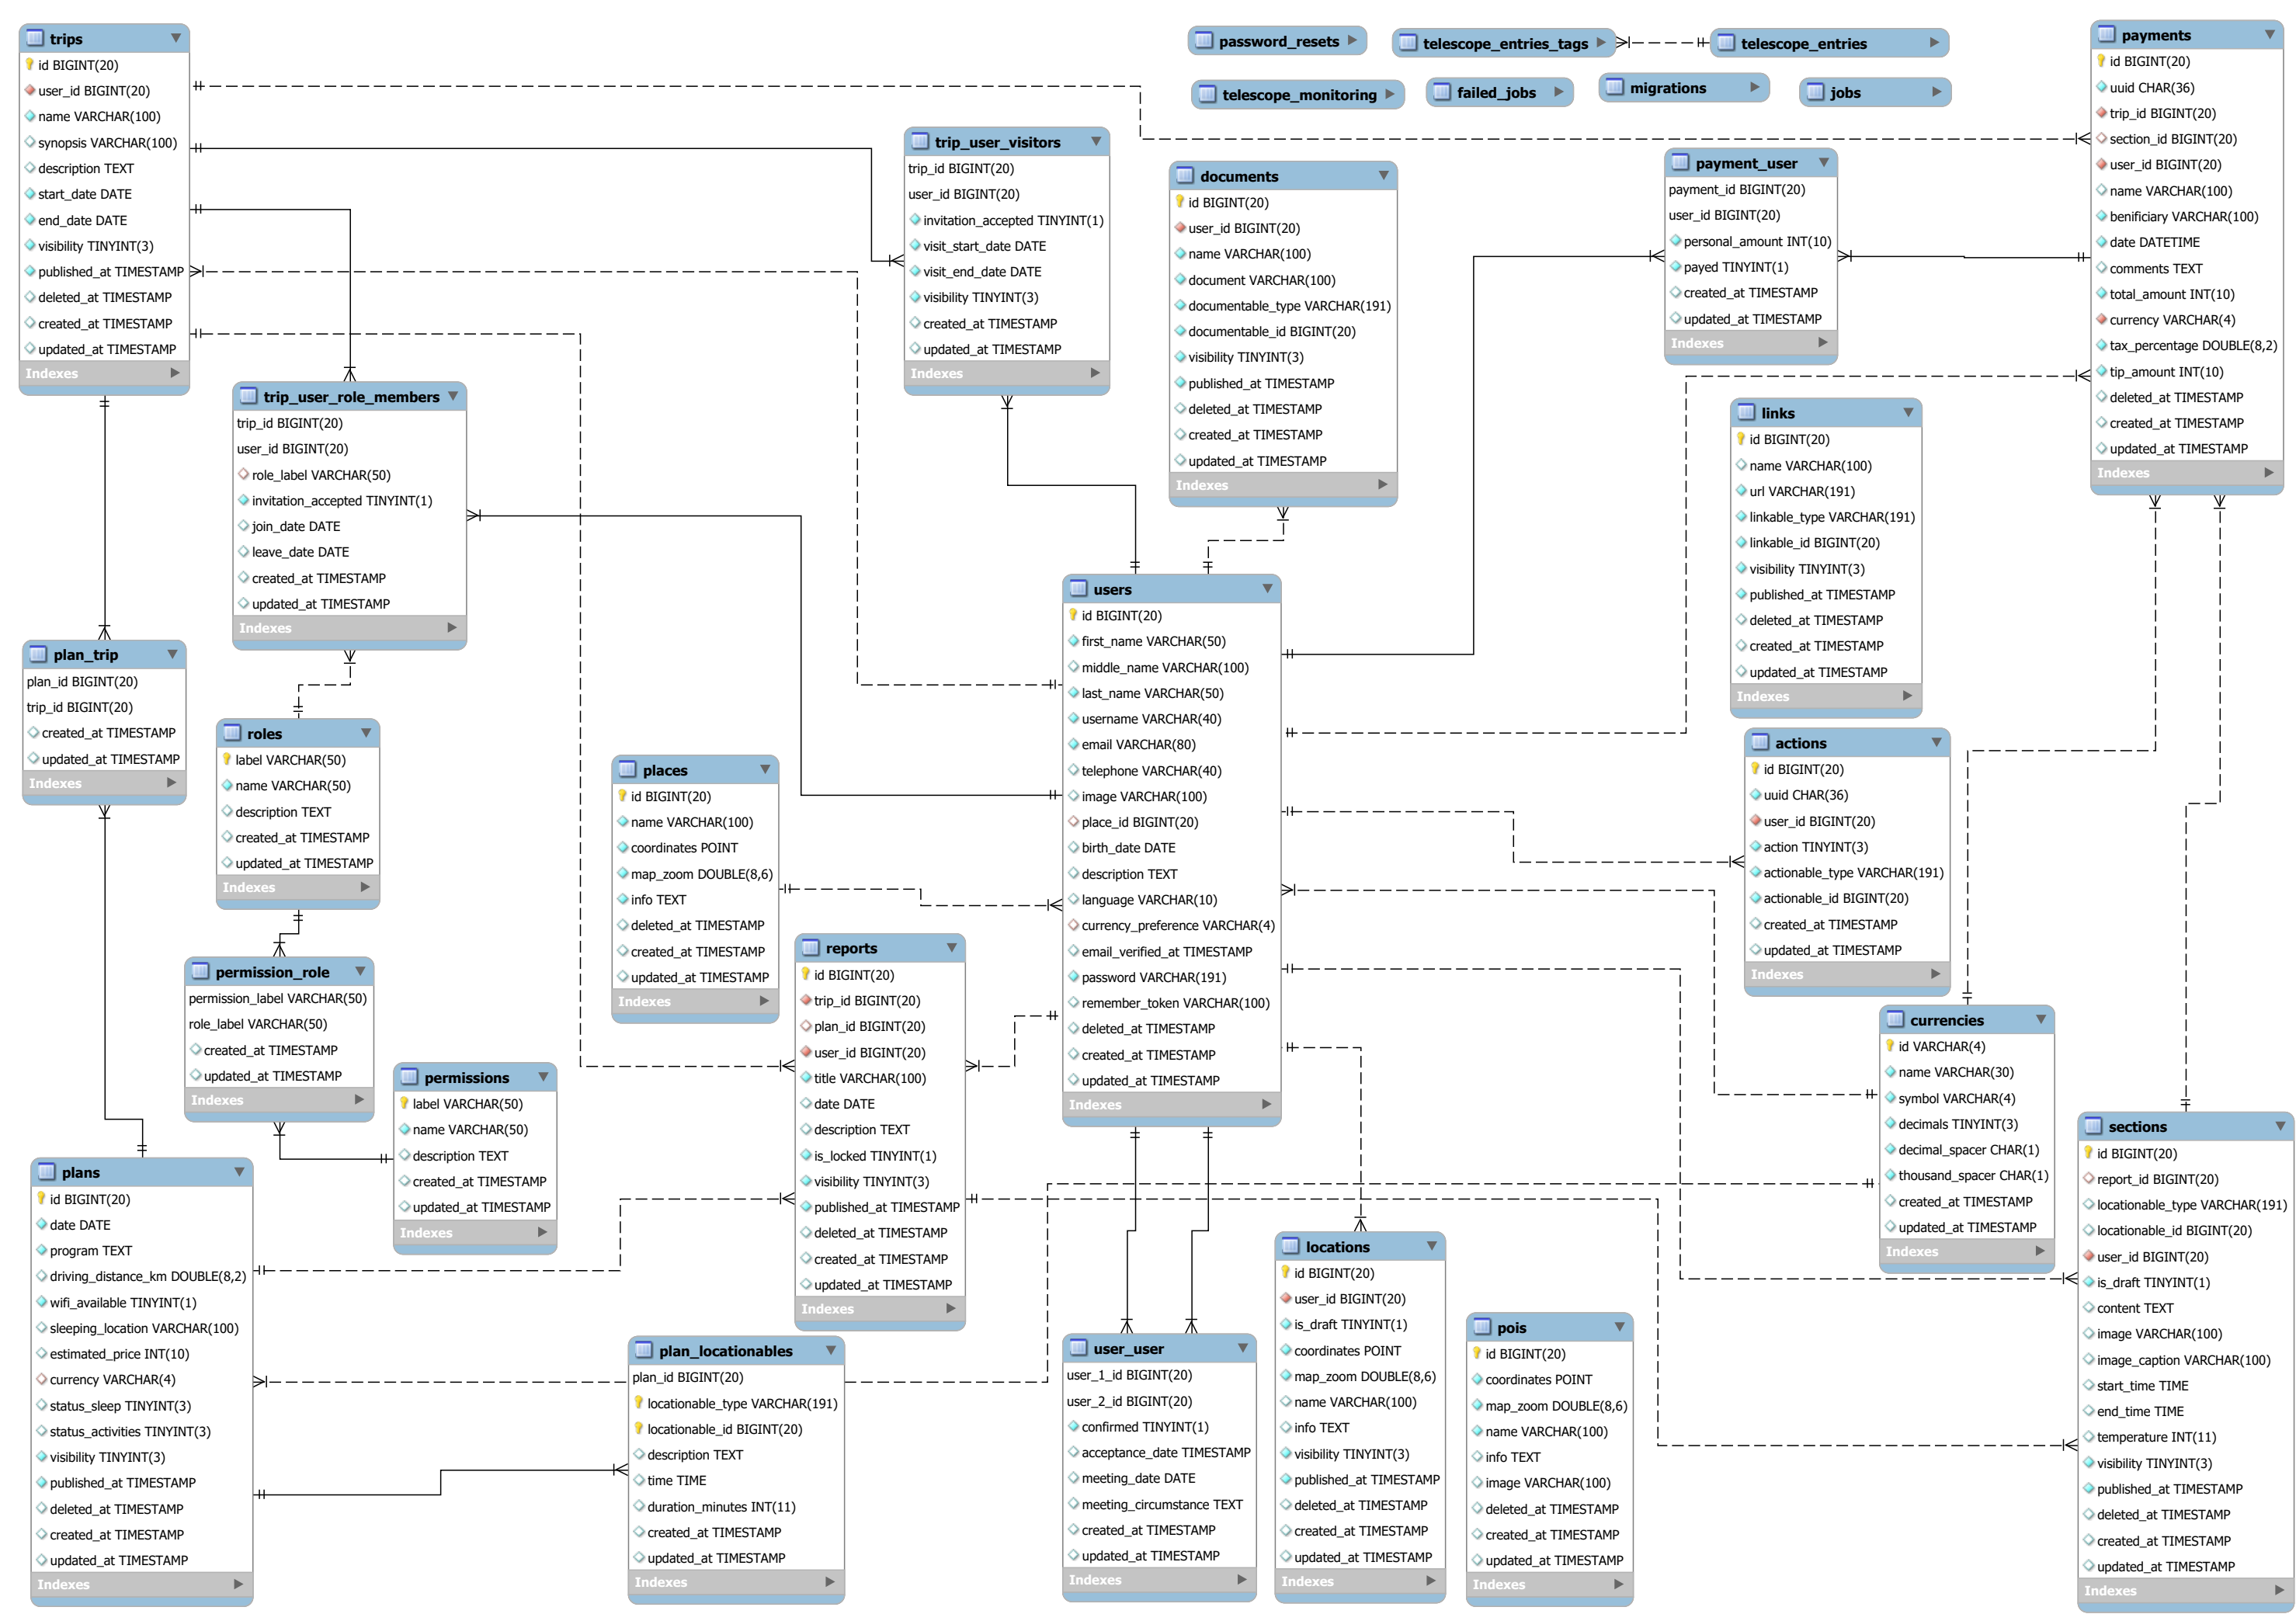 trips
id BIGINT(20)
user_id BIGINT(20)
name VARCHAR(100)
synopsis VARCHAR(100)
description TEXT
start_date DATE
end_date DATE
visibility TINYINT(3)
published_at TIMESTAMP
deleted_at TIMESTAMP
created_at TIMESTAMP
updated_at TIMESTAMP
Indexes
password_resets
telescope_entries_tags
telescope_entries
telescope_monitoring
failed_jobs
migrations
jobs
payments
id BIGINT(20)
uuid CHAR(36)
trip_id BIGINT(20)
section_id BIGINT(20)
user_id BIGINT(20)
name VARCHAR(100)
benificiary VARCHAR(100)
date DATETIME
comments TEXT
total_amount INT(10)
currency VARCHAR(4)
tax_percentage DOUBLE(8,2)
tip_amount INT(10)
deleted_at TIMESTAMP
created_at TIMESTAMP
updated_at TIMESTAMP
Indexes
trip_user_visitors
trip_id BIGINT(20)
user_id BIGINT(20)
invitation_accepted TINYINT(1)
visit_start_date DATE
visit_end_date DATE
visibility TINYINT(3)
created_at TIMESTAMP
updated_at TIMESTAMP
Indexes
documents
id BIGINT(20)
user_id BIGINT(20)
name VARCHAR(100)
document VARCHAR(100)
documentable_type VARCHAR(191)
documentable_id BIGINT(20)
visibility TINYINT(3)
published_at TIMESTAMP
deleted_at TIMESTAMP
created_at TIMESTAMP
updated_at TIMESTAMP
Indexes
payment_user
payment_id BIGINT(20)
user_id BIGINT(20)
personal_amount INT(10)
payed TINYINT(1)
created_at TIMESTAMP
updated_at TIMESTAMP
Indexes
trip_user_role_members
trip_id BIGINT(20)
user_id BIGINT(20)
role_label VARCHAR(50)
invitation_accepted TINYINT(1)
join_date DATE
leave_date DATE
created_at TIMESTAMP
updated_at TIMESTAMP
Indexes
links
id BIGINT(20)
name VARCHAR(100)
url VARCHAR(191)
linkable_type VARCHAR(191)
linkable_id BIGINT(20)
visibility TINYINT(3)
published_at TIMESTAMP
deleted_at TIMESTAMP
created_at TIMESTAMP
updated_at TIMESTAMP
Indexes
users
id BIGINT(20)
first_name VARCHAR(50)
middle_name VARCHAR(100)
last_name VARCHAR(50)
username VARCHAR(40)
email VARCHAR(80)
telephone VARCHAR(40)
image VARCHAR(100)
place_id BIGINT(20)
birth_date DATE
description TEXT
language VARCHAR(10)
currency_preference VARCHAR(4)
email_verified_at TIMESTAMP
password VARCHAR(191)
remember_token VARCHAR(100)
deleted_at TIMESTAMP
created_at TIMESTAMP
updated_at TIMESTAMP
Indexes
plan_trip
plan_id BIGINT(20)
trip_id BIGINT(20)
created_at TIMESTAMP
updated_at TIMESTAMP
Indexes
roles
label VARCHAR(50)
name VARCHAR(50)
description TEXT
created_at TIMESTAMP
updated_at TIMESTAMP
Indexes
places
id BIGINT(20)
name VARCHAR(100)
coordinates POINT
map_zoom DOUBLE(8,6)
info TEXT
deleted_at TIMESTAMP
created_at TIMESTAMP
updated_at TIMESTAMP
Indexes
actions
id BIGINT(20)
uuid CHAR(36)
user_id BIGINT(20)
action TINYINT(3)
actionable_type VARCHAR(191)
actionable_id BIGINT(20)
created_at TIMESTAMP
updated_at TIMESTAMP
Indexes
reports
id BIGINT(20)
trip_id BIGINT(20)
plan_id BIGINT(20)
user_id BIGINT(20)
title VARCHAR(100)
date DATE
description TEXT
is_locked TINYINT(1)
visibility TINYINT(3)
published_at TIMESTAMP
deleted_at TIMESTAMP
created_at TIMESTAMP
updated_at TIMESTAMP
Indexes
permission_role
permission_label VARCHAR(50)
role_label VARCHAR(50)
created_at TIMESTAMP
updated_at TIMESTAMP
Indexes
permissions
label VARCHAR(50)
name VARCHAR(50)
description TEXT
created_at TIMESTAMP
updated_at TIMESTAMP
Indexes
currencies
id VARCHAR(4)
name VARCHAR(30)
symbol VARCHAR(4)
decimals TINYINT(3)
decimal_spacer CHAR(1)
thousand_spacer CHAR(1)
created_at TIMESTAMP
updated_at TIMESTAMP
Indexes
sections
id BIGINT(20)
report_id BIGINT(20)
locationable_type VARCHAR(191)
locationable_id BIGINT(20)
user_id BIGINT(20)
is_draft TINYINT(1)
content TEXT
image VARCHAR(100)
image_caption VARCHAR(100)
start_time TIME
end_time TIME
temperature INT(11)
visibility TINYINT(3)
published_at TIMESTAMP
deleted_at TIMESTAMP
created_at TIMESTAMP
updated_at TIMESTAMP
Indexes
plans
id BIGINT(20)
date DATE
program TEXT
driving_distance_km DOUBLE(8,2)
wifi_available TINYINT(1)
sleeping_location VARCHAR(100)
estimated_price INT(10)
currency VARCHAR(4)
status_sleep TINYINT(3)
status_activities TINYINT(3)
visibility TINYINT(3)
published_at TIMESTAMP
deleted_at TIMESTAMP
created_at TIMESTAMP
updated_at TIMESTAMP
Indexes
plan_locationables
plan_id BIGINT(20)
locationable_type VARCHAR(191)
locationable_id BIGINT(20)
description TEXT
time TIME
duration_minutes INT(11)
created_at TIMESTAMP
updated_at TIMESTAMP
Indexes
user_user
user_1_id BIGINT(20)
user_2_id BIGINT(20)
confirmed TINYINT(1)
acceptance_date TIMESTAMP
meeting_date DATE
meeting_circumstance TEXT
created_at TIMESTAMP
updated_at TIMESTAMP
Indexes
locations
id BIGINT(20)
user_id BIGINT(20)
is_draft TINYINT(1)
coordinates POINT
map_zoom DOUBLE(8,6)
name VARCHAR(100)
info TEXT
visibility TINYINT(3)
published_at TIMESTAMP
deleted_at TIMESTAMP
created_at TIMESTAMP
updated_at TIMESTAMP
Indexes
pois
id BIGINT(20)
coordinates POINT
map_zoom DOUBLE(8,6)
name VARCHAR(100)
info TEXT
image VARCHAR(100)
deleted_at TIMESTAMP
created_at TIMESTAMP
updated_at TIMESTAMP
Indexes